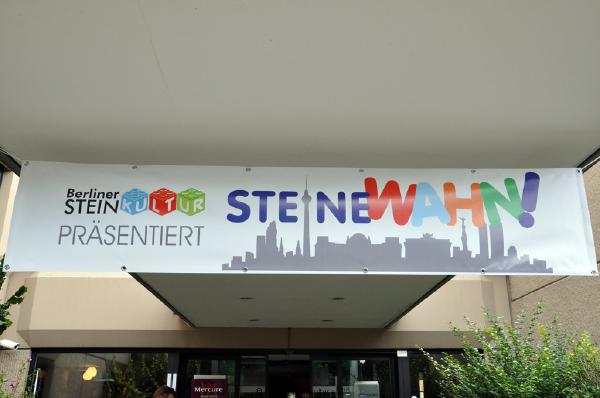 Berliner
STEINKULTUR
PRÄSENTIERT
STEINEWAHN!
Mercure